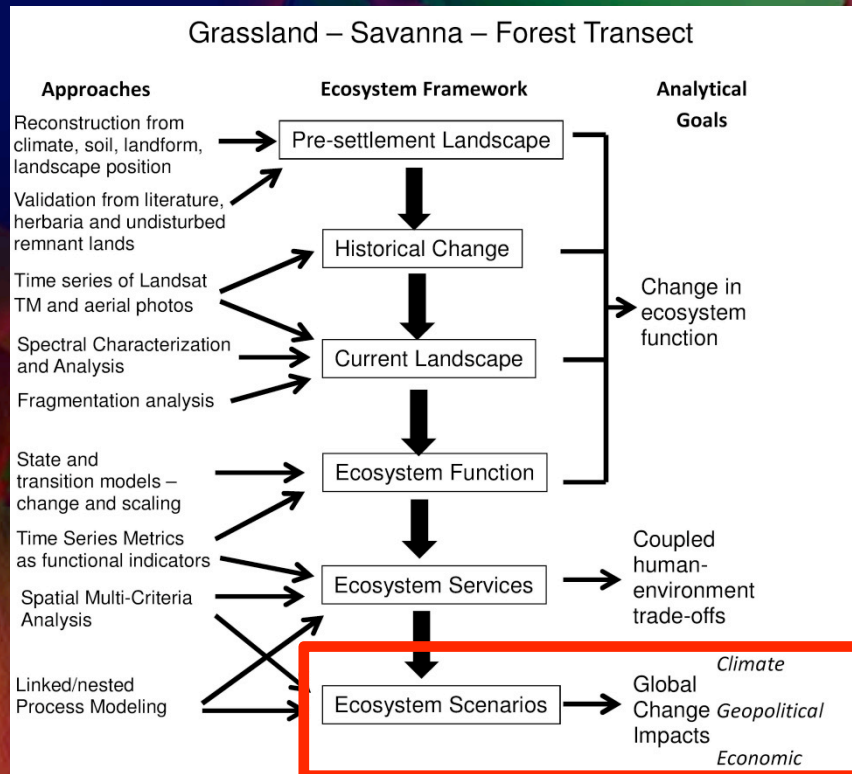 Grassland – Savanna – Forest Transect
Approaches
Ecosystem Framework
Analytical
Goals
Reconstruction from
climate, soil, landform,
landscape position
Validation from literature,
herbaria and undisturbed
remnant lands
Time series of Landsat
TM and aerial photos
Spectral Characterization
and Analysis
Fragmentation analysis
State and
transition models –
change and scaling
Time Series Metrics
as functional indicators
Spatial Multi-Criteria
Analysis
Linked/nested
Process Modeling
Pre-settlement Landscape
Historical Change
Current Landscape
Ecosystem Function
Ecosystem Services
Ecosystem Scenarios
Change in
ecosystem
function
Coupled
human-
environment
trade-offs
Global
Change
Impacts
Climate
Geopolitical
Economic